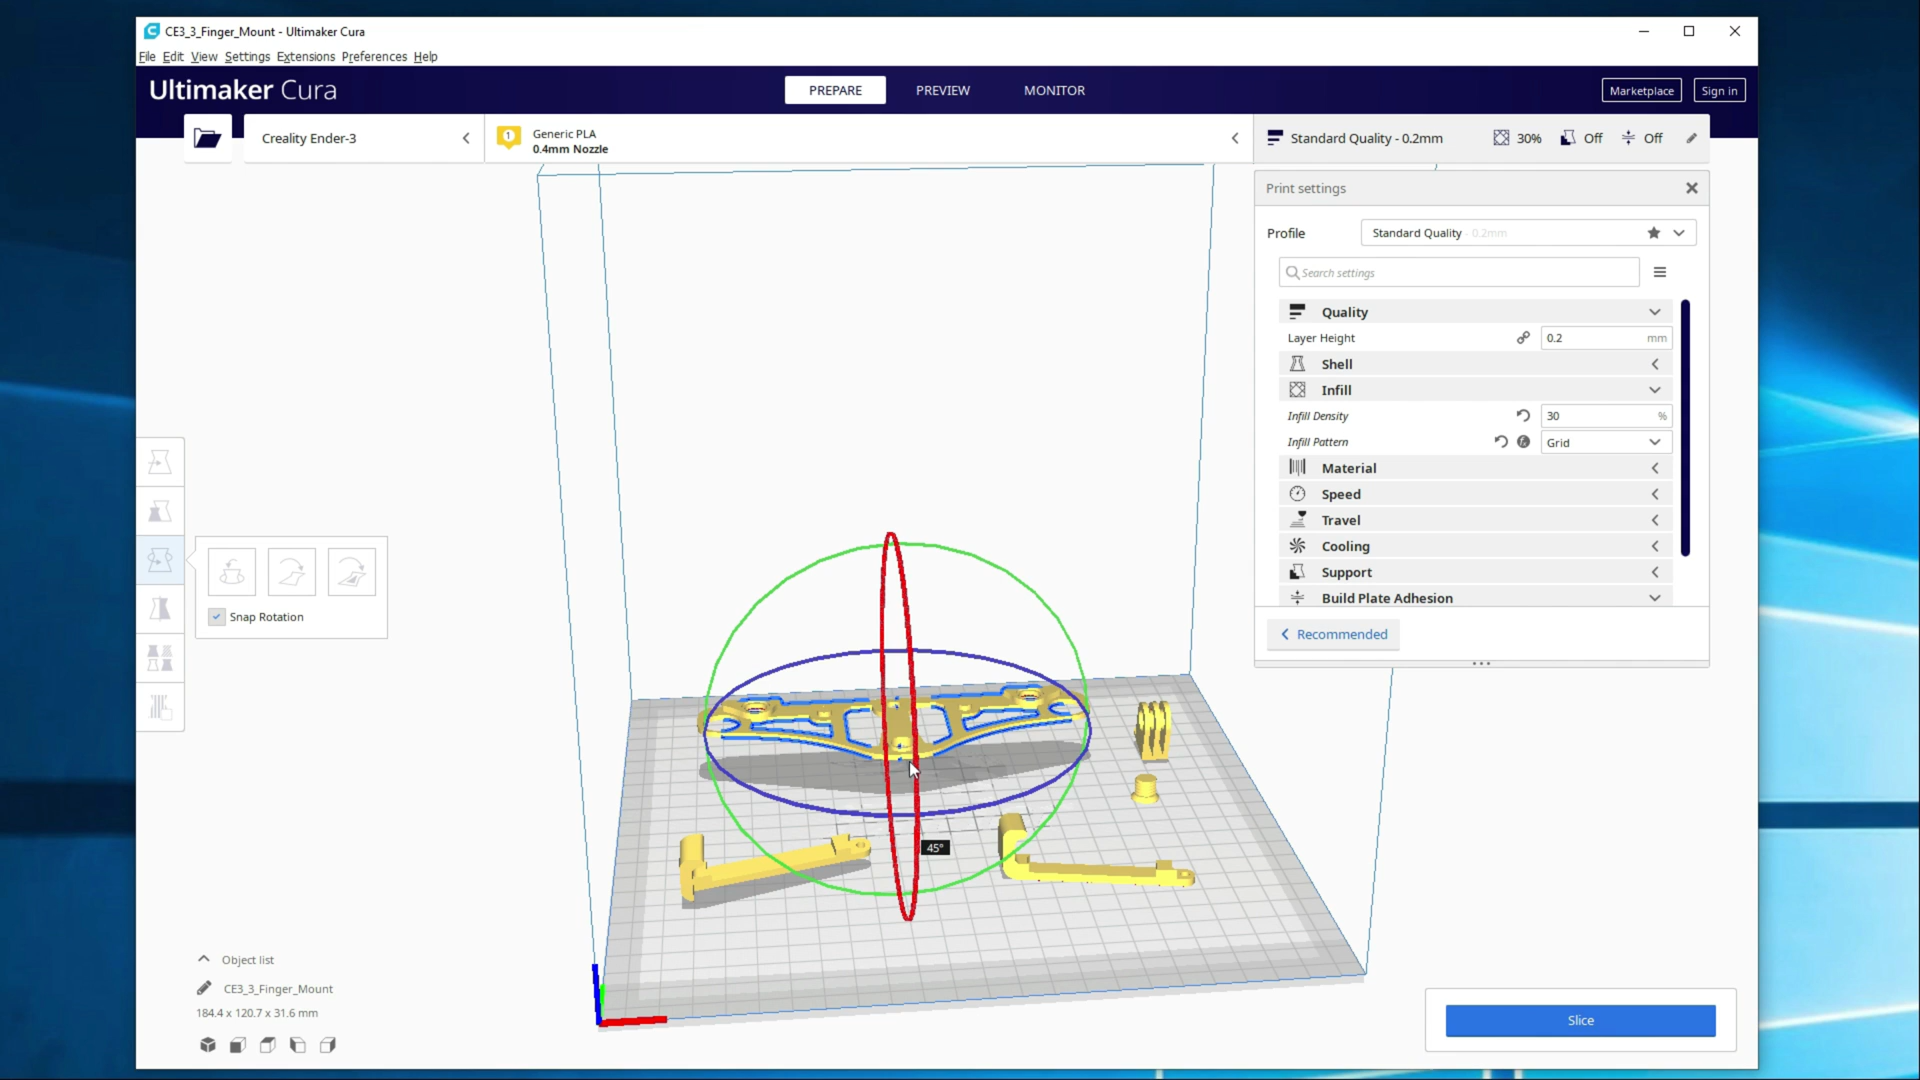 CE3_3_Finger_Mount - Ultimaker Cura
File Edit View Settings Extensions Preferences Help
Ultimaker Cura
PREPARE
PREVIEW
MONITOR
Marketplace
Sign in
Creality Ender-3
1
Generic PLA
0.4mm Nozzle
Standard Quality - 0.2mm
30%
Off
Off
Print settings
Profile
Standard Quality - 0.2mm
Search settings
Quality
Layer Height
0.2 mm
Shell
Infill
Infill Density
30 %
Infill Pattern
Grid
Material
Speed
Travel
Cooling
Support
Build Plate Adhesion
Recommended
Snap Rotation
45°
Object list
CE3_3_Finger_Mount
184.4 x 120.7 x 31.6 mm
Slice